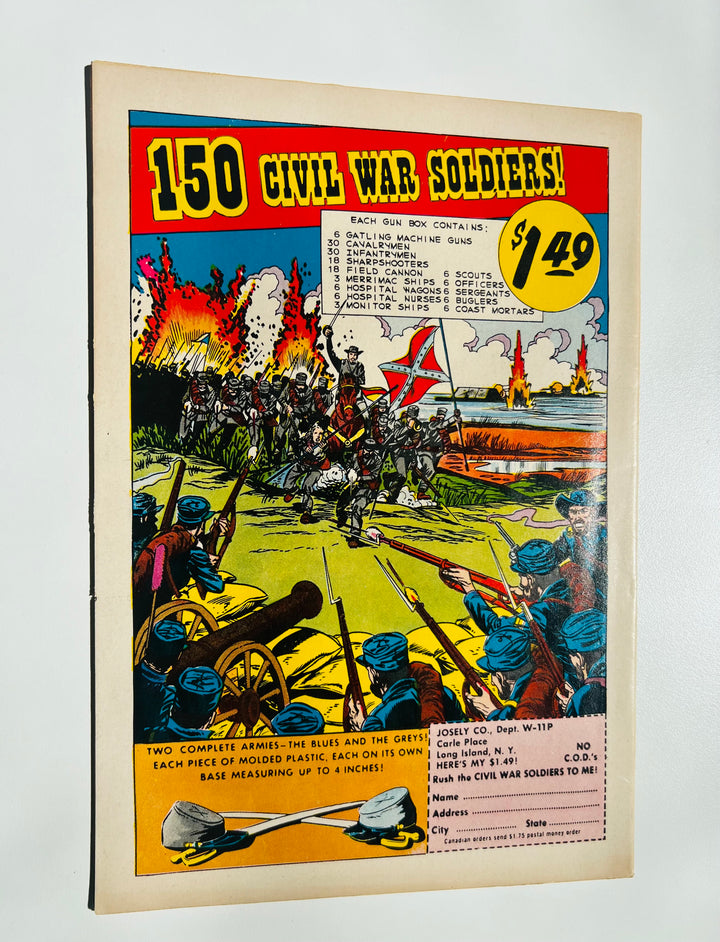 150 CIVIL WAR SOLDIERS!
$1.49
EACH GUN BOX CONTAINS:
6 GATLING MACHINE GUNS
30 CAVALRYMEN
30 INFANTRYMEN
18 SHARPSHOOTERS
18 FIELD CANNON 6 SCOUTS
3 MERRIMAC SHIPS 6 OFFICERS
6 HOSPITAL WAGONS 6 SERGEANTS
6 HOSPITAL NURSES 6 BUGLERS
3 MONITOR SHIPS 6 COAST MORTARS
TWO COMPLETE ARMIES—THE BLUES AND THE GREYS!
EACH PIECE OF MOLDED PLASTIC, EACH ON ITS OWN
BASE MEASURING UP TO 4 INCHES!
JOSELY CO., Dept. W-11P
Carle Place
Long Island, N. Y.
HERE'S MY $1.49!
NO
C.O.D.'s
Rush the CIVIL WAR SOLDIERS TO ME!
Name
Address
City State
Canadian orders send $1.75 postal money order